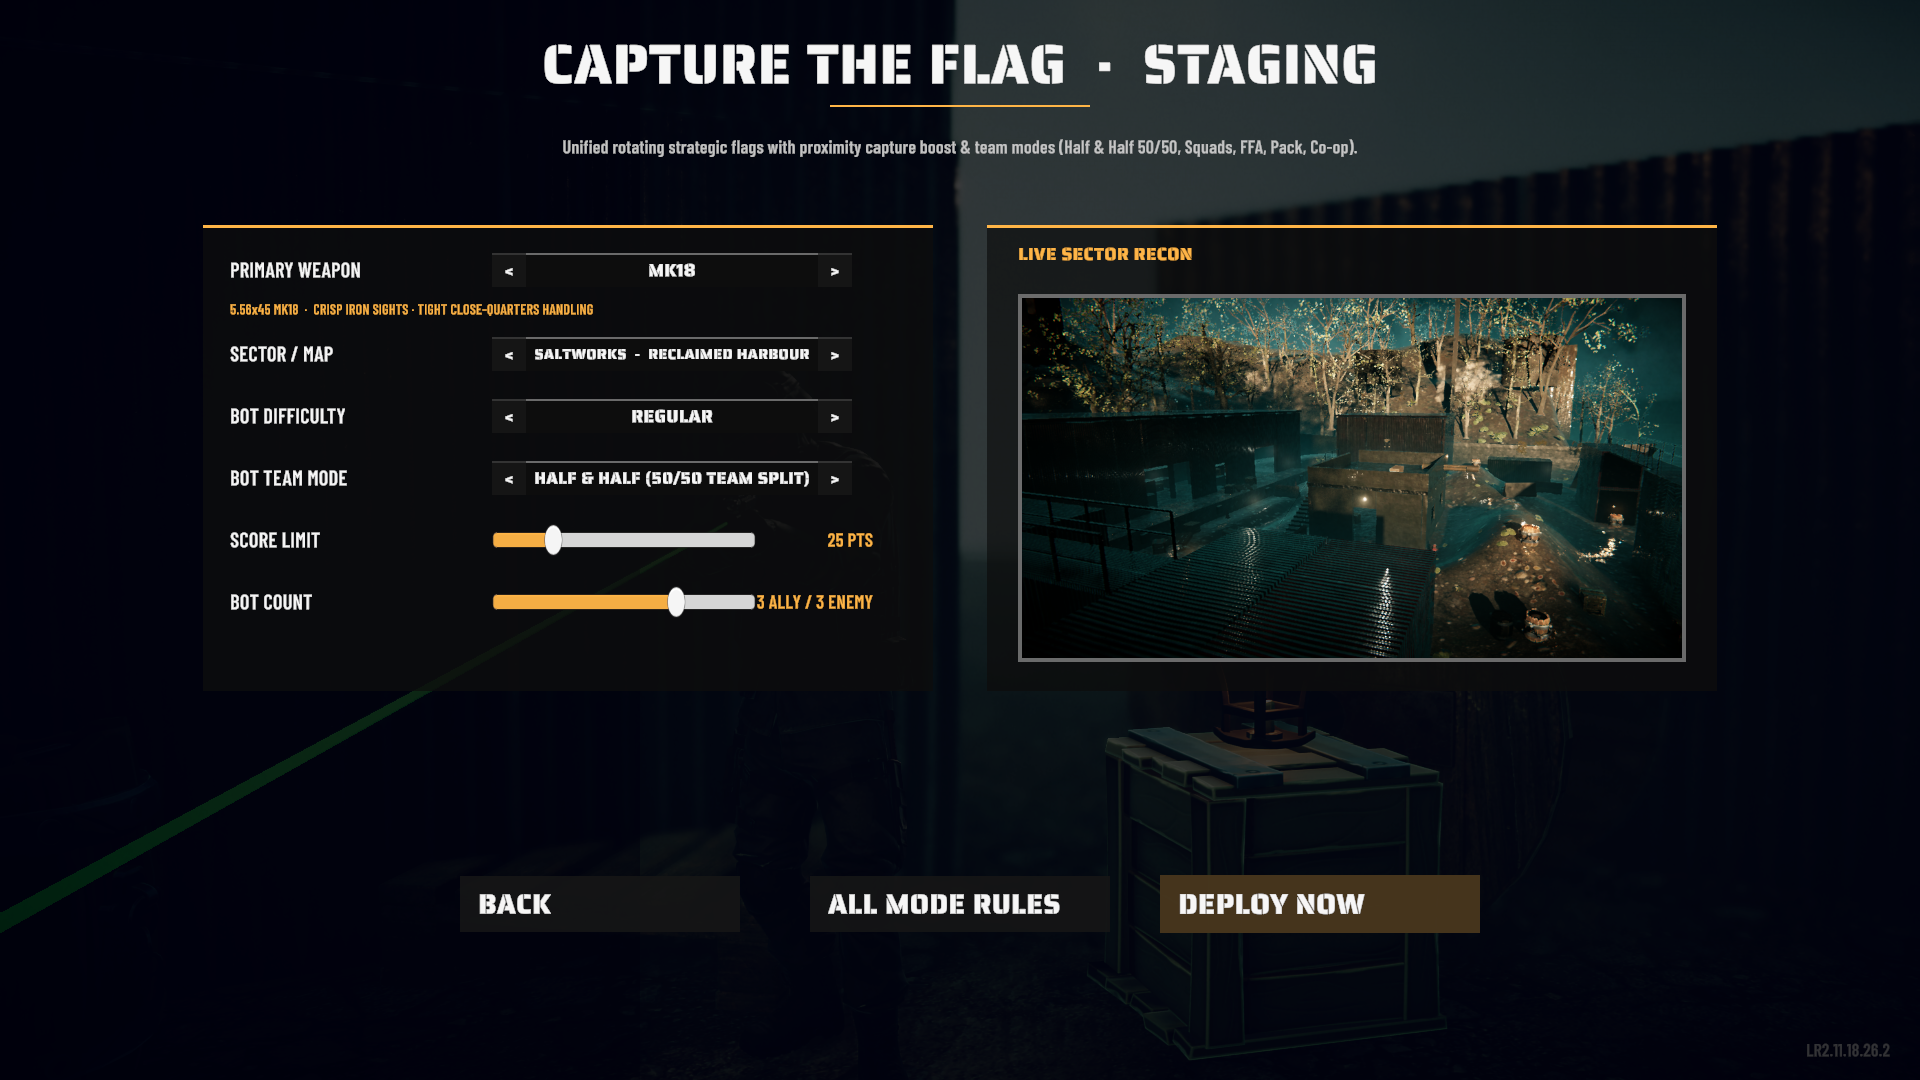 CAPTURE THE FLAG · STAGING
Unified rotating strategic flags with proximity capture boost & team modes (Half & Half 50/50, Squads, FFA, Pack, Co-op).
PRIMARY WEAPON
< MK18 >
5.56x45 MK18 · CRISP IRON SIGHTS · TIGHT CLOSE-QUARTERS HANDLING
SECTOR / MAP
< SALTWORKS - RECLAIMED HARBOUR >
BOT DIFFICULTY
< REGULAR >
BOT TEAM MODE
< HALF & HALF (50/50 TEAM SPLIT) >
SCORE LIMIT
25 PTS
BOT COUNT
3 ALLY / 3 ENEMY
LIVE SECTOR RECON
BACK
ALL MODE RULES
DEPLOY NOW
LR2.11.18.26.2